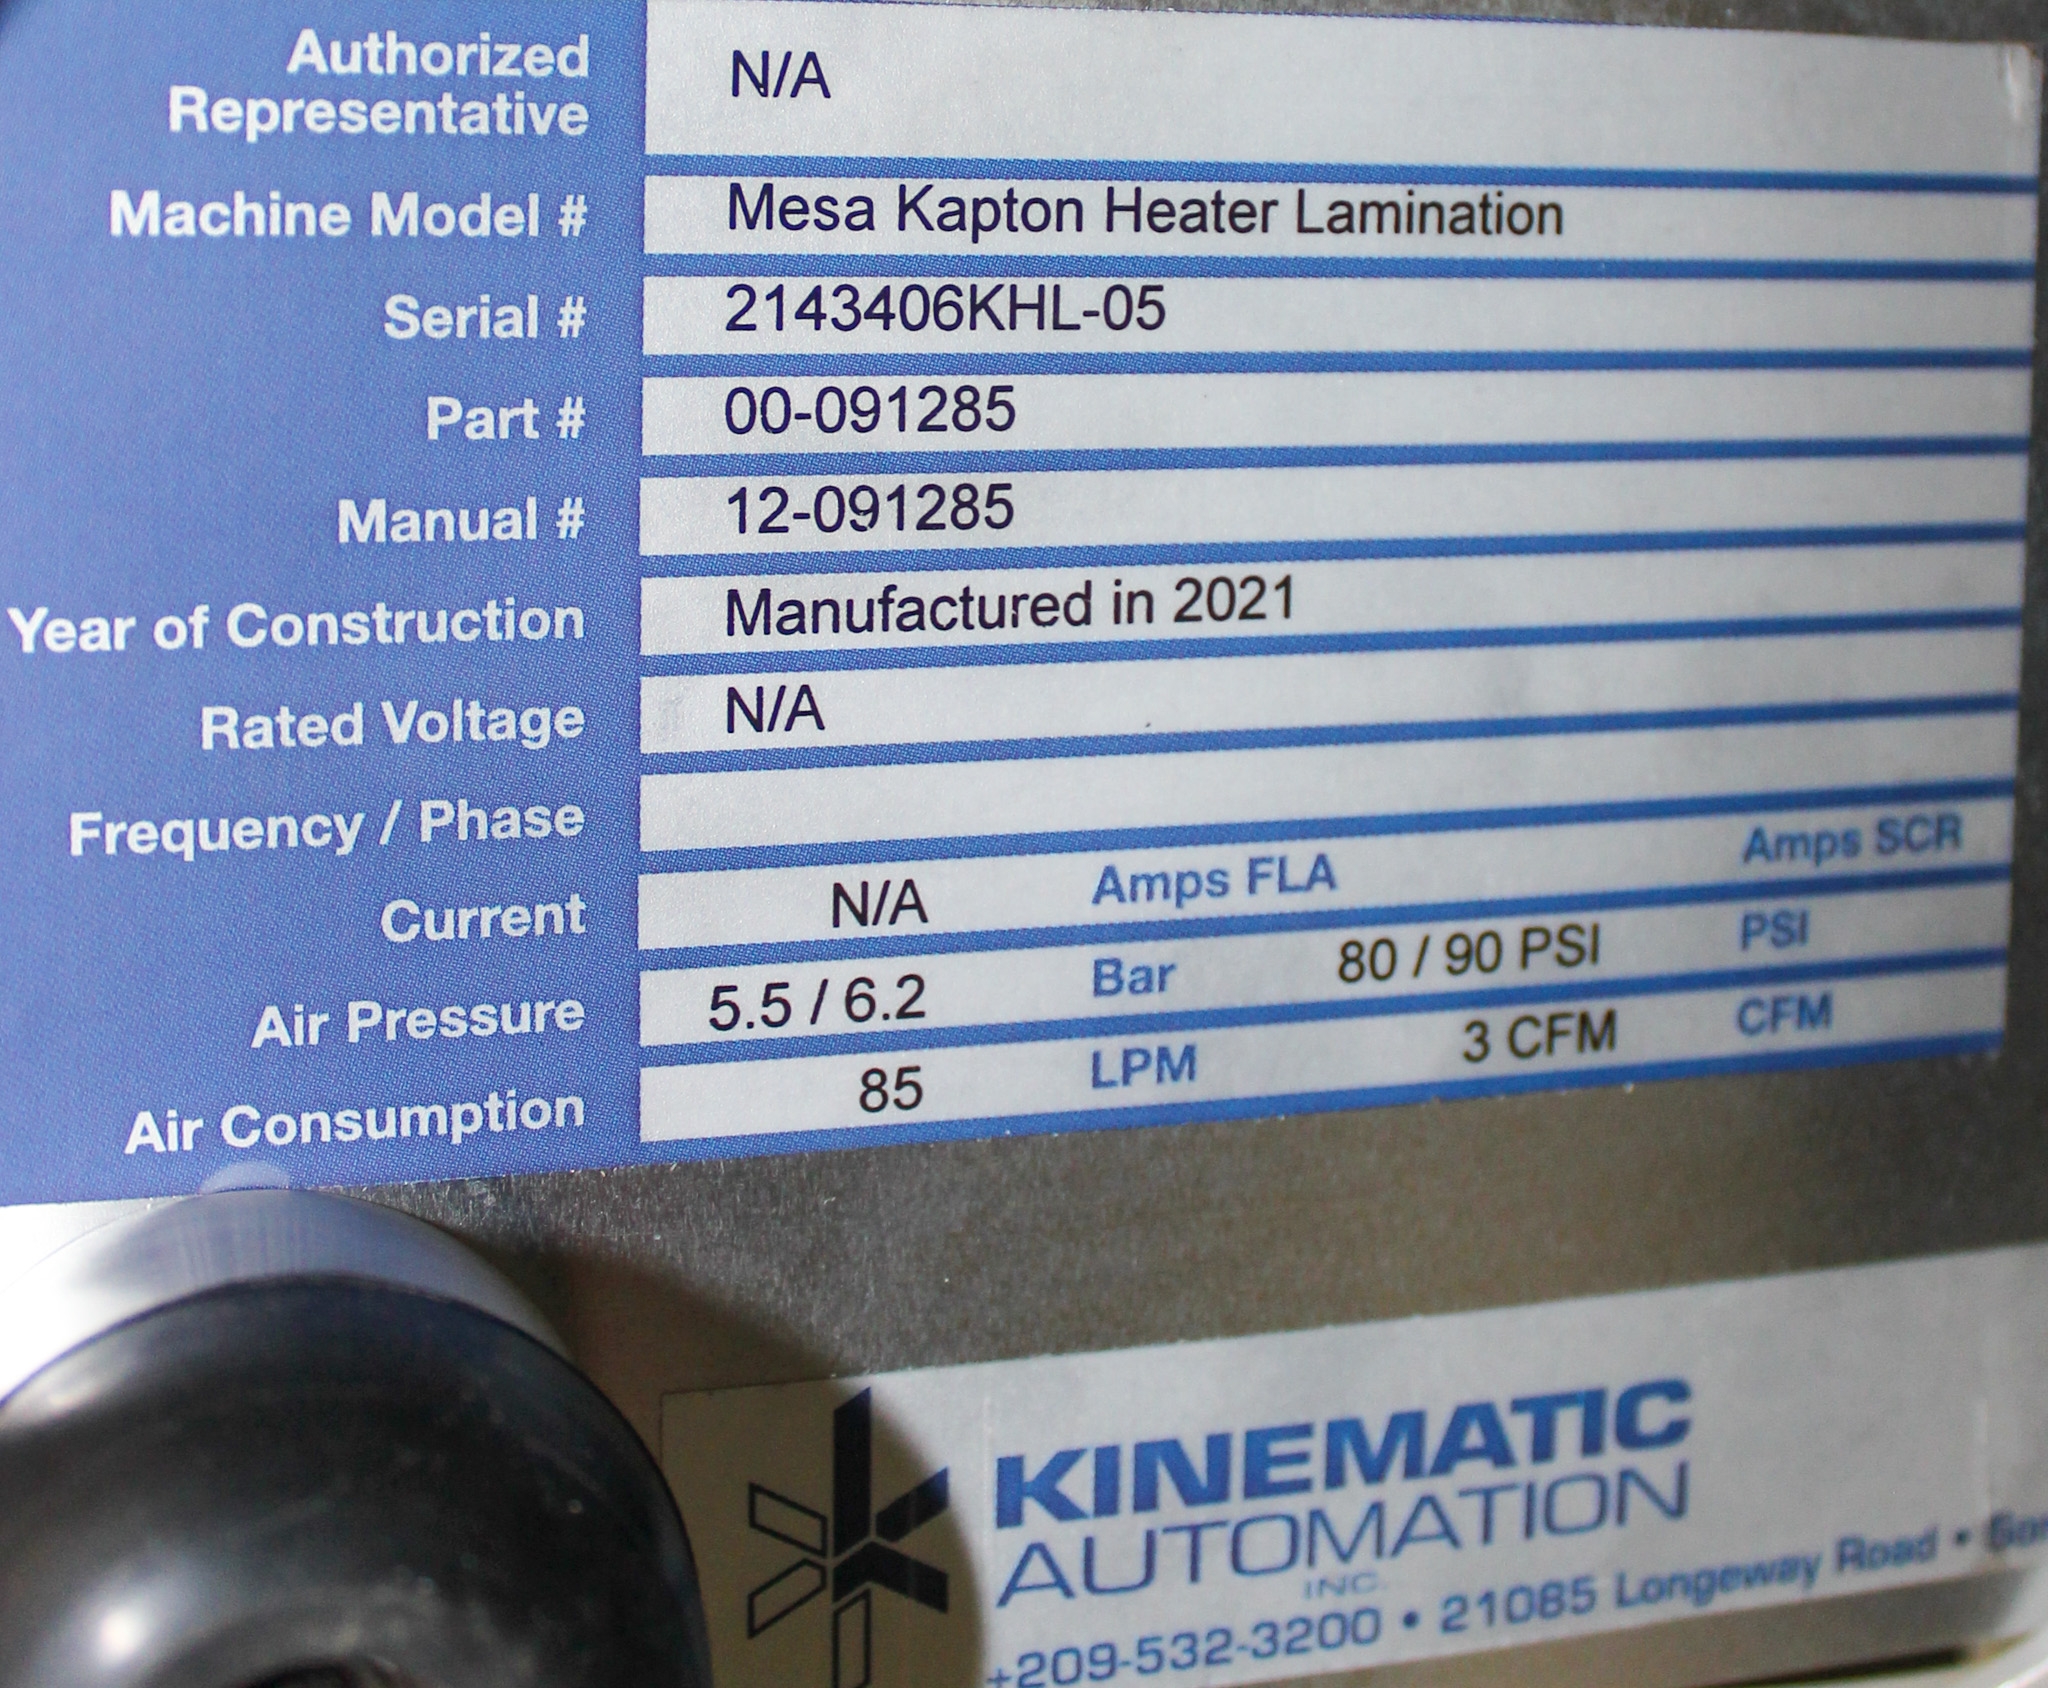 Authorized
Representative N/A
Machine Model # Mesa Kapton Heater Lamination
Serial # 2143406KHL-05
Part # 00-091285
Manual # 12-091285
Year of Construction Manufactured in 2021
Rated Voltage N/A
Frequency / Phase
Current N/A Amps FLA Amps SCR
Air Pressure 5.5 / 6.2 Bar 80 / 90 PSI PSI
Air Consumption 85 LPM 3 CFM CFM
KINEMATIC
AUTOMATION
INC.
+209-532-3200 • 21085 Longeway Road •